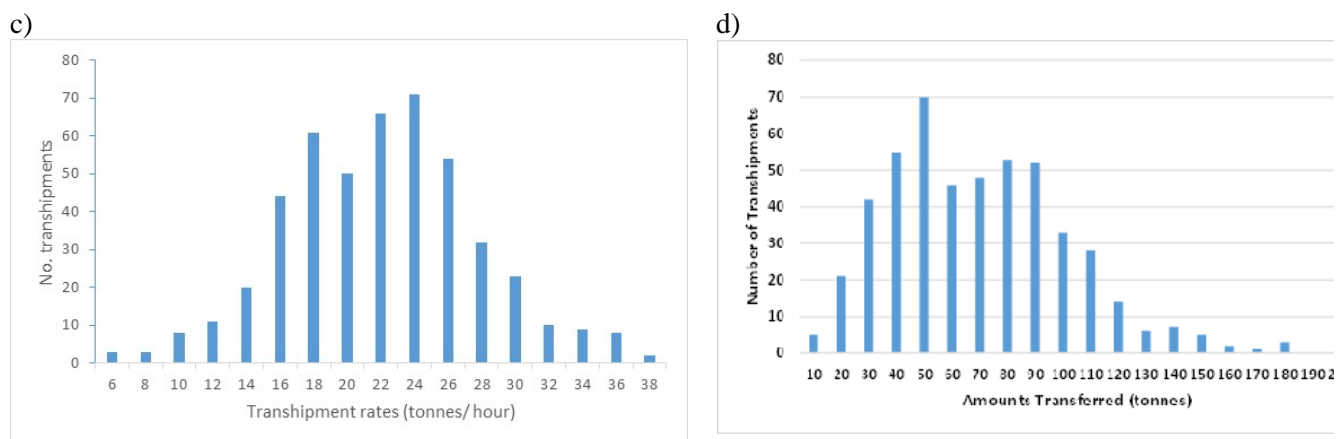 c)
d)
80
70
60
50
40
30
20
10
0
No. transhipments
6 8 10 12 14 16 18 20 22 24 26 28 30 32 34 36 38
Transhipment rates (tonnes/ hour)
80
70
60
50
40
30
20
10
0
Number of Transhipments
10 20 30 40 50 60 70 80 90 100 110 120 130 140 150 160 170 180 190 2
Amounts Transferred (tonnes)